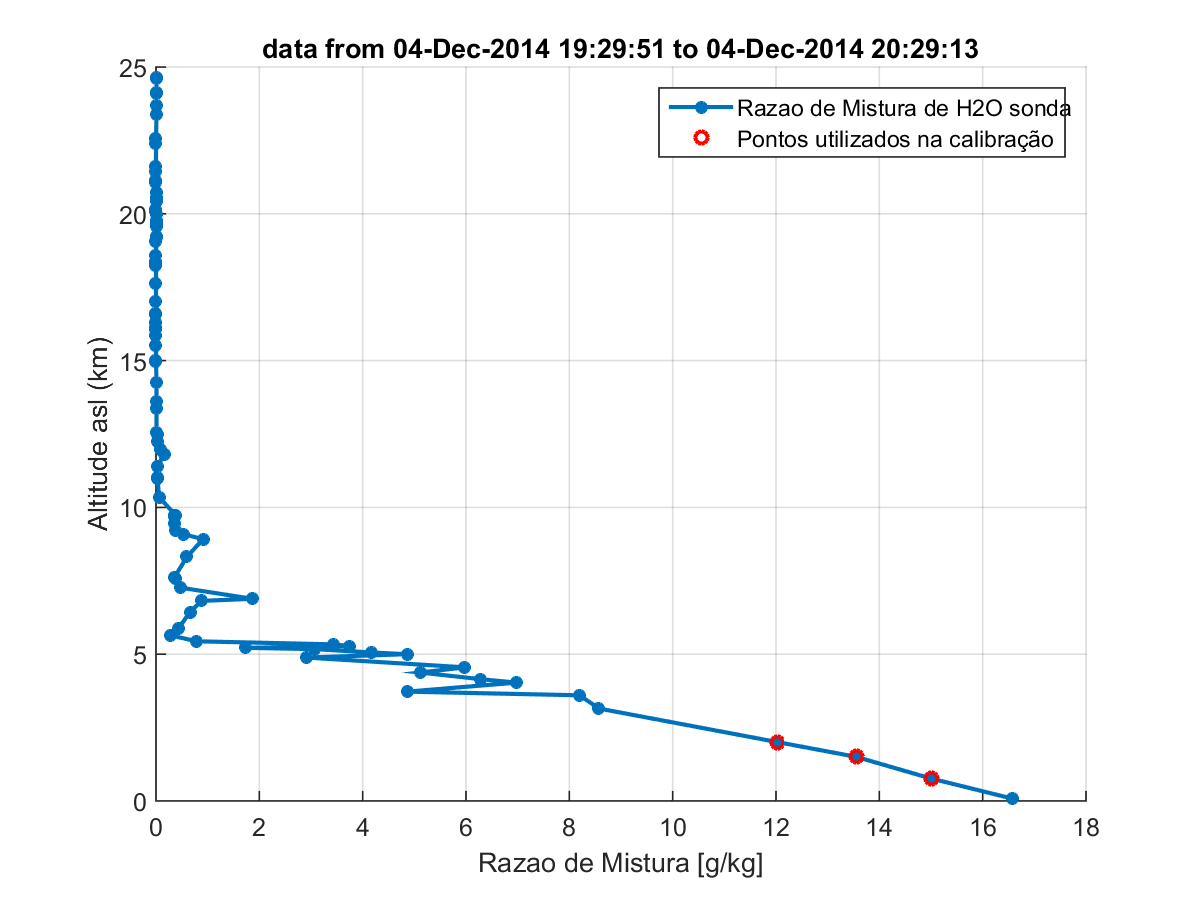 data from 04-Dec-2014 19:29:51 to 04-Dec-2014 20:29:13
Razao de Mistura de H2O sonda
Pontos utilizados na calibração
Altitude asl (km)
25
20
15
10
5
0
0 2 4 6 8 10 12 14 16 18
Razao de Mistura [g/kg]